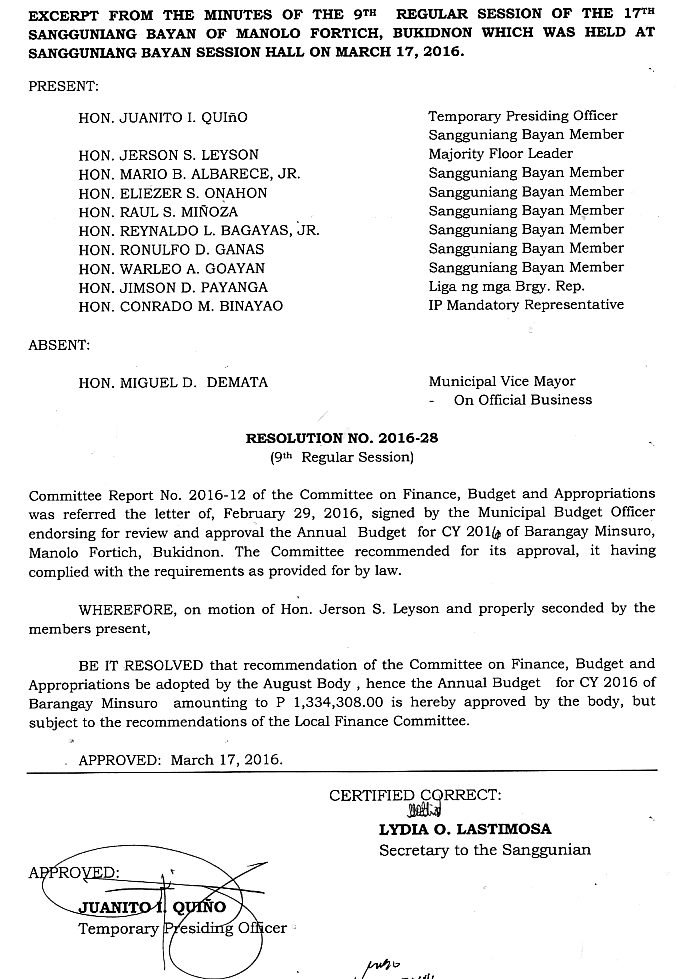 EXCERPT FROM THE MINUTES OF THE 9TH REGULAR SESSION OF THE 17TH
SANGGUNIANG BAYAN OF MANOLO FORTICH, BUKIDNON WHICH WAS HELD AT
SANGGUNIANG BAYAN SESSION HALL ON MARCH 17, 2016.
PRESENT:
HON. JUANITO I. QUIñO Temporary Presiding Officer
Sangguniang Bayan Member
HON. JERSON S. LEYSON Majority Floor Leader
HON. MARIO B. ALBARECE, JR. Sangguniang Bayan Member
HON. ELIEZER S. ONAHON Sangguniang Bayan Member
HON. RAUL S. MIÑOZA Sangguniang Bayan Member
HON. REYNALDO L. BAGAYAS, JR. Sangguniang Bayan Member
HON. RONULFO D. GANAS Sangguniang Bayan Member
HON. WARLEO A. GOAYAN Sangguniang Bayan Member
HON. JIMSON D. PAYANGA Liga ng mga Brgy. Rep.
HON. CONRADO M. BINAYAO IP Mandatory Representative
ABSENT:
HON. MIGUEL D. DEMATA Municipal Vice Mayor
- On Official Business
RESOLUTION NO. 2016-28
(9th Regular Session)
Committee Report No. 2016-12 of the Committee on Finance, Budget and Appropriations
was referred the letter of, February 29, 2016, signed by the Municipal Budget Officer
endorsing for review and approval the Annual Budget for CY 2016 of Barangay Minsuro,
Manolo Fortich, Bukidnon. The Committee recommended for its approval, it having
complied with the requirements as provided for by law.
WHEREFORE, on motion of Hon. Jerson S. Leyson and properly seconded by the
members present,
BE IT RESOLVED that recommendation of the Committee on Finance, Budget and
Appropriations be adopted by the August Body , hence the Annual Budget for CY 2016 of
Barangay Minsuro amounting to P 1,334,308.00 is hereby approved by the body, but
subject to the recommendations of the Local Finance Committee.
APPROVED: March 17, 2016.
CERTIFIED CORRECT:
LYDIA O. LASTIMOSA
Secretary to the Sanggunian
APPROVED:
JUANITO I. QUIÑO
Temporary Presiding Officer